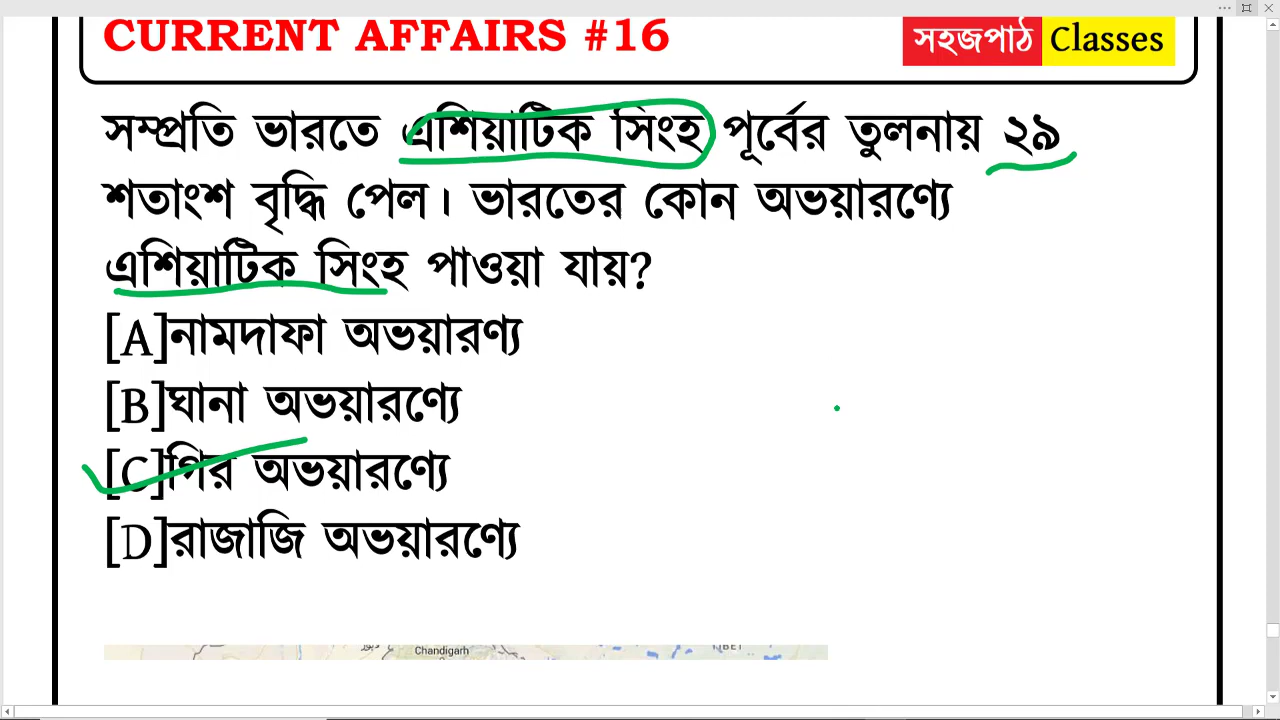 CURRENT AFFAIRS #16
সহজপাঠ Classes
সম্প্রতি ভারতে এশিয়াটিক সিংহ পূর্বের তুলনায় ২৯
শতাংশ বৃদ্ধি পেল। ভারতের কোন অভয়ারণ্যে
এশিয়াটিক সিংহ পাওয়া যায়?
[A]নামদাফা অভয়ারণ্য
[B]ঘানা অভয়ারণ্যে
[C]গির অভয়ারণ্যে
[D]রাজাজি অভয়ারণ্যে
Chandigarh